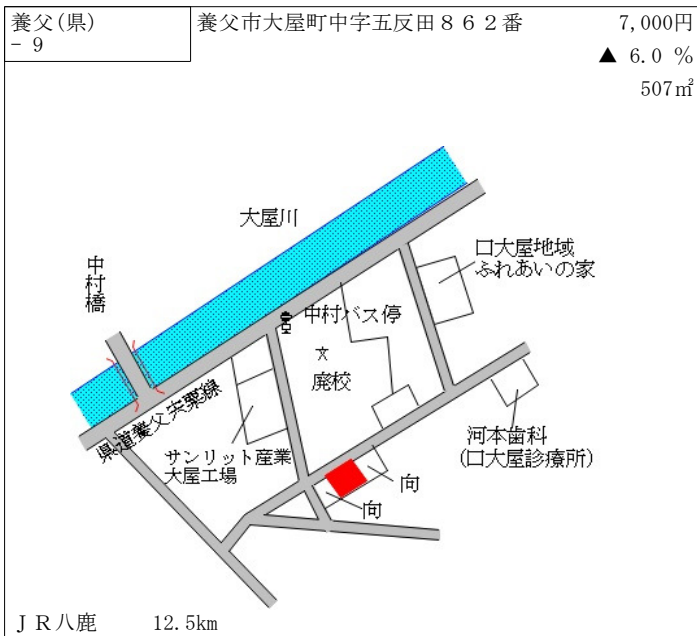 養父(県)
- 9
養父市大屋町中字五反田８６２番
7,000円
▲ 6.0 %
507㎡
大屋川
中村橋
口大屋地域
ふれあいの家
中村バス停
文
廃校
県道養父宍粟線
サンリット産業
大屋工場
河本歯科
(口大屋診療所)
向
向
ＪＲ八鹿 12.5km